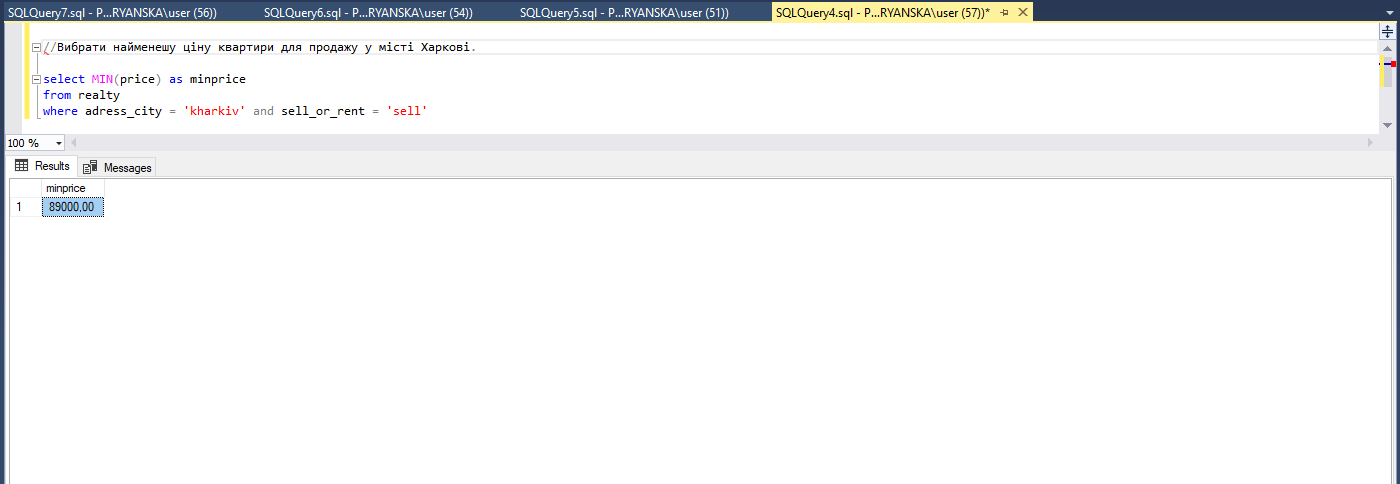 SQLQuery7.sql - P...RYANSKA\user (56))
SQLQuery6.sql - P...RYANSKA\user (54))
SQLQuery5.sql - P...RYANSKA\user (51))
SQLQuery4.sql - P...RYANSKA\user (57))*
//Вибрати найменешу ціну квартири для продажу у місті Харкові.
select MIN(price) as minprice
from realty
where adress_city = 'kharkiv' and sell_or_rent = 'sell'
100 %
Results
Messages
minprice
1 89000,00